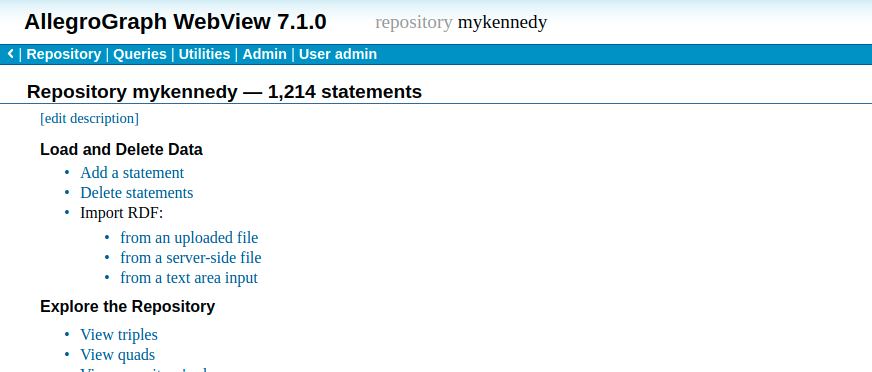 AllegroGraph WebView 7.1.0 repository mykennedy
< | Repository | Queries | Utilities | Admin | User admin
Repository mykennedy — 1,214 statements
[edit description]
Load and Delete Data
• Add a statement
• Delete statements
• Import RDF:
• from an uploaded file
• from a server-side file
• from a text area input
Explore the Repository
• View triples
• View quads